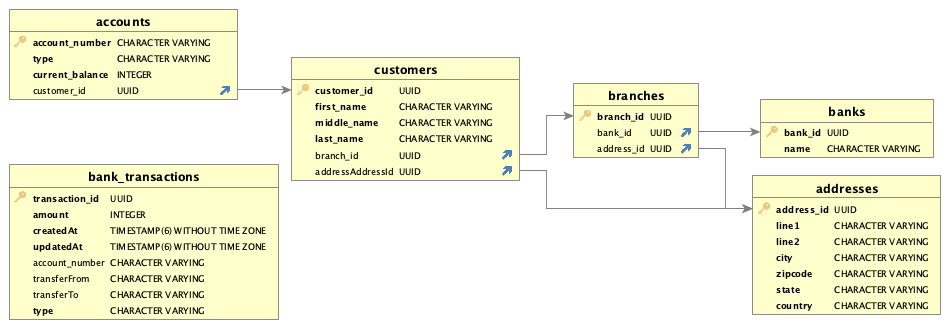 accounts
account_number CHARACTER VARYING
type CHARACTER VARYING
current_balance INTEGER
customer_id UUID
bank_transactions
transaction_id UUID
amount INTEGER
createdAt TIMESTAMP(6) WITHOUT TIME ZONE
updatedAt TIMESTAMP(6) WITHOUT TIME ZONE
account_number CHARACTER VARYING
transferFrom CHARACTER VARYING
transferTo CHARACTER VARYING
type CHARACTER VARYING
customers
customer_id UUID
first_name CHARACTER VARYING
middle_name CHARACTER VARYING
last_name CHARACTER VARYING
branch_id UUID
addressAddressId UUID
branches
branch_id UUID
bank_id UUID
address_id UUID
banks
bank_id UUID
name CHARACTER VARYING
addresses
address_id UUID
line1 CHARACTER VARYING
line2 CHARACTER VARYING
city CHARACTER VARYING
zipcode CHARACTER VARYING
state CHARACTER VARYING
country CHARACTER VARYING